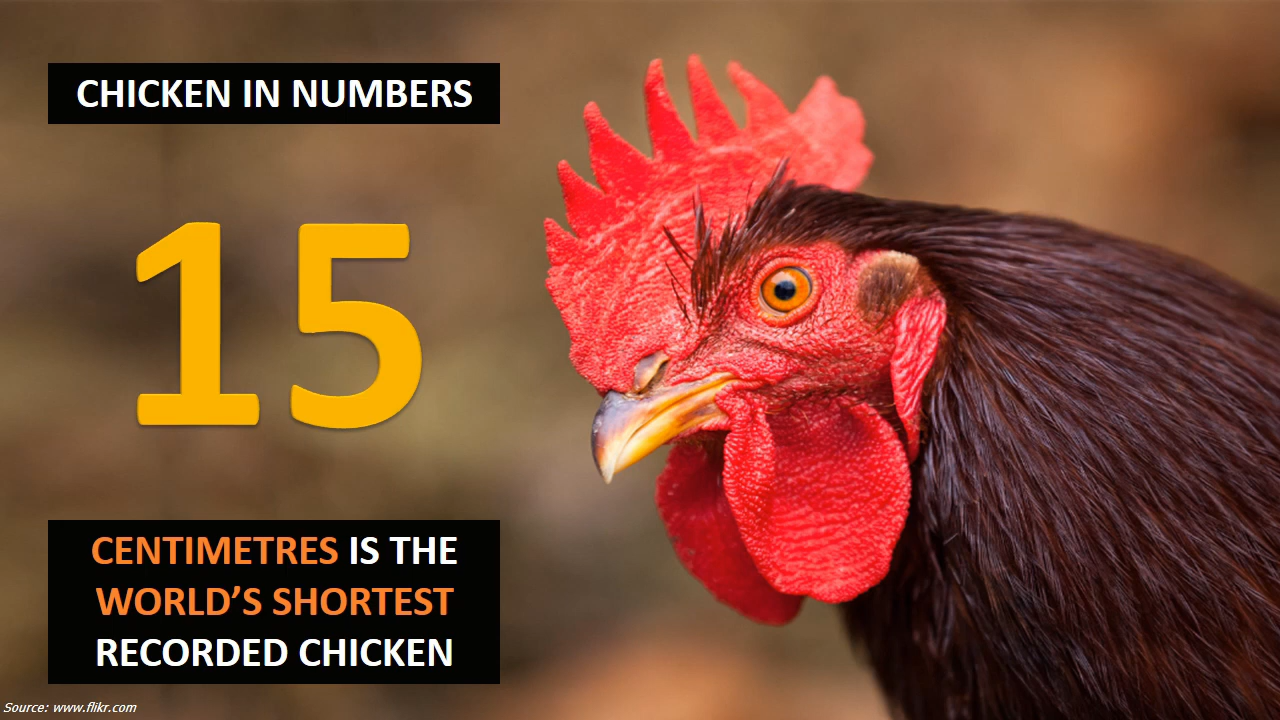 CHICKEN IN NUMBERS
15
CENTIMETRES IS THE
WORLD’S SHORTEST
RECORDED CHICKEN
Source: www.flikr.com